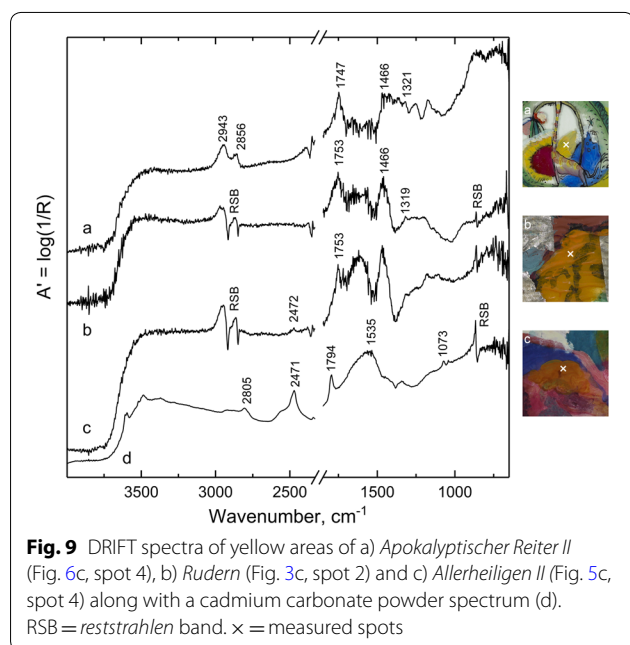 A' = log(1/R)
2943
2856
1747
1466
1321
a
RSB
1753
1466
1319
RSB
b
RSB
2472
1753
RSB
c
2805
2471
1794
1535
1073
d
3500 3000 2500 1500 1000
Wavenumber, cm-1
a
b
c
Fig. 9 DRIFT spectra of yellow areas of a) Apokalyptischer Reiter II
(Fig. 6c, spot 4), b) Rudern (Fig. 3c, spot 2) and c) Allerheiligen II (Fig. 5c,
spot 4) along with a cadmium carbonate powder spectrum (d).
RSB = reststrahlen band. × = measured spots